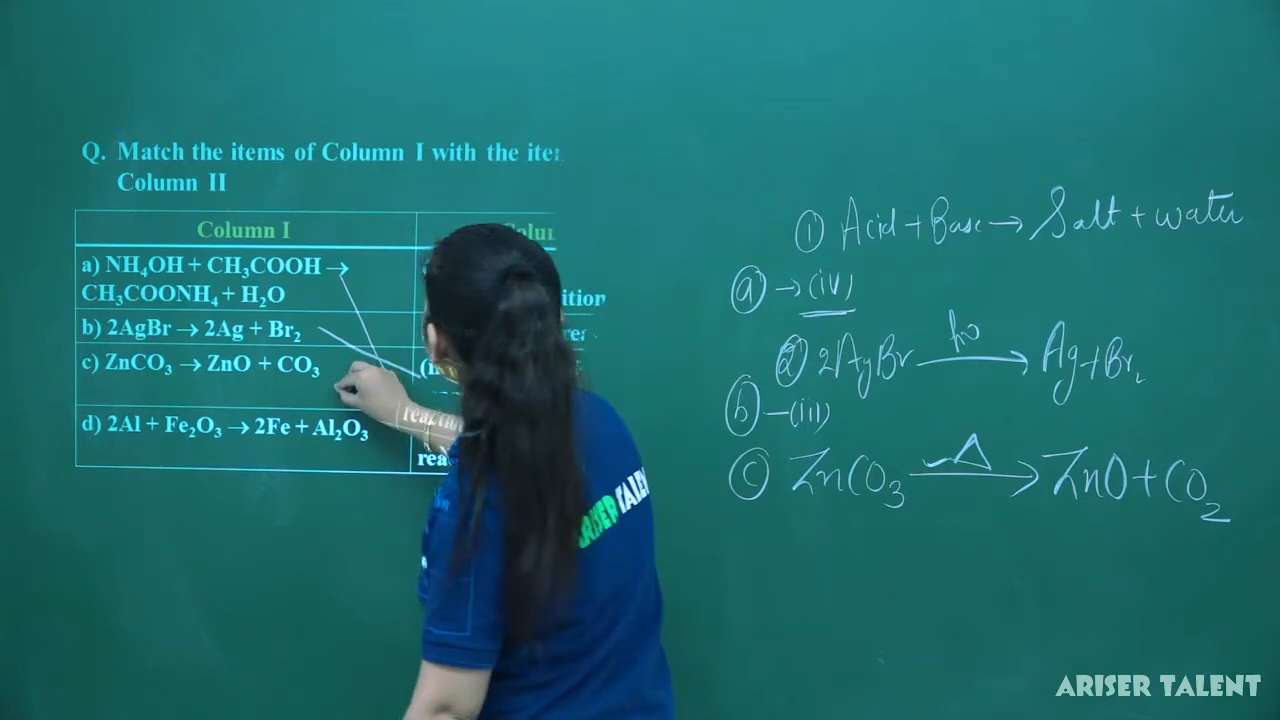 Q. Match the items of Column I with the
Column II
Column I
a) NH₄OH + CH₃COOH →
CH₃COONH₄ + H₂O
b) 2AgBr → 2Ag + Br₂
c) ZnCO₃ → ZnO + CO₃
d) 2Al + Fe₂O₃ → 2Fe + Al₂O₃
① Acid + Base → Salt + water
ⓐ → (iv)
② 2AgBr hν → Ag + Br₂
ⓑ – (iii)
ⓒ ZnCO₃ Δ → ZnO + CO₂
ARISER TALENT